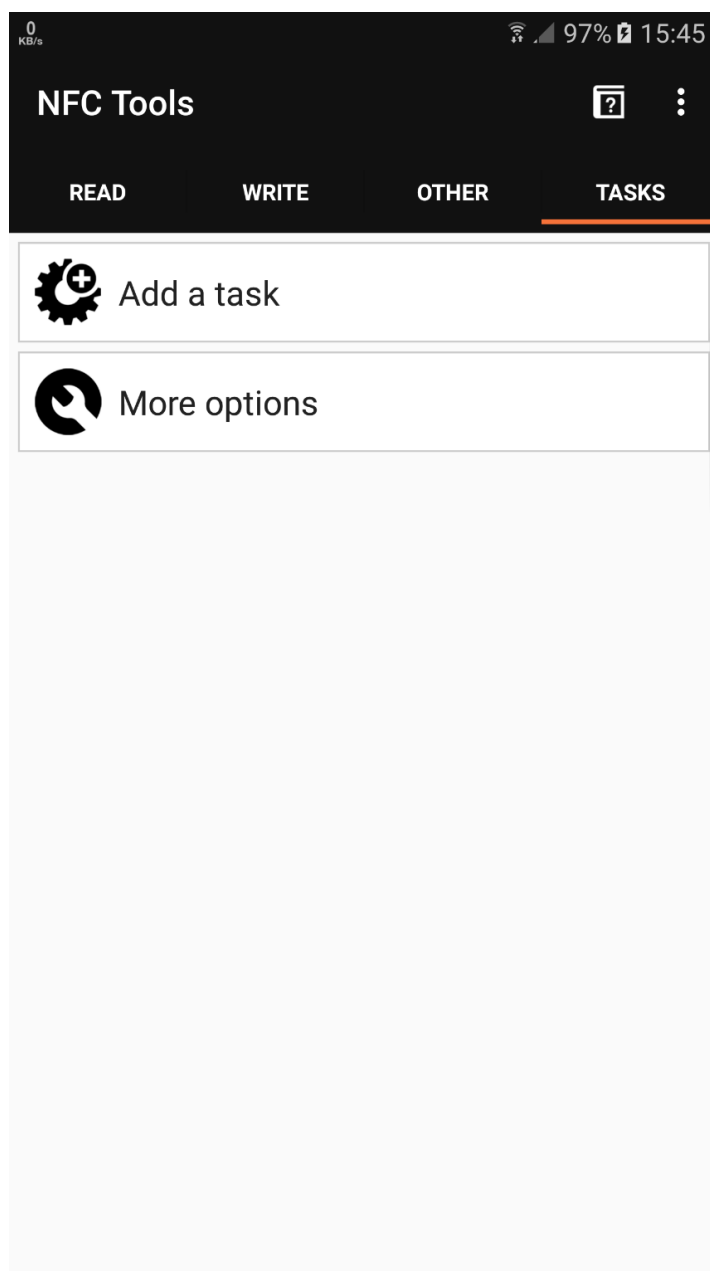 0
KB/s
97% 15:45
NFC Tools
?
READ WRITE OTHER TASKS
Add a task
More options